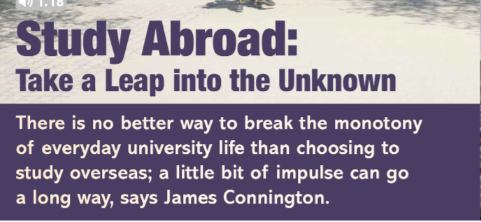 1.18
Study Abroad:
Take a Leap into the Unknown
There is no better way to break the monotony
of everyday university life than choosing to
study overseas; a little bit of impulse can go
a long way, says James Connington.